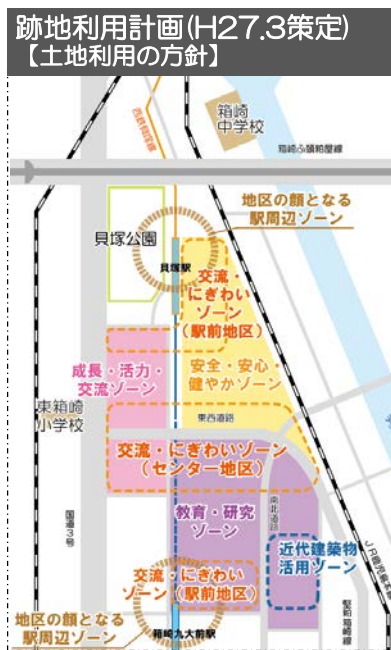 跡地利用計画(H27.3策定)
【土地利用の方針】
西鉄貝塚線
箱崎
中学校
箱崎ふ頭粕屋線
地区の顔となる
駅周辺ゾーン
貝塚公園
貝塚駅
交流・
にぎわい
ゾーン
（駅前地区）
成長・活力・
交流ゾーン
安全・安心・
健やかゾーン
東箱崎
小学校
東西道路
交流・にぎわいゾーン
（センター地区）
教育・研究
ゾーン
南北道路
国道3号
近代建築物
活用ゾーン
JR鹿児島本線
交流・にぎわい
ゾーン（駅前地区）
堅粕箱崎線
地区の顔となる
駅周辺ゾーン
箱崎九大前駅